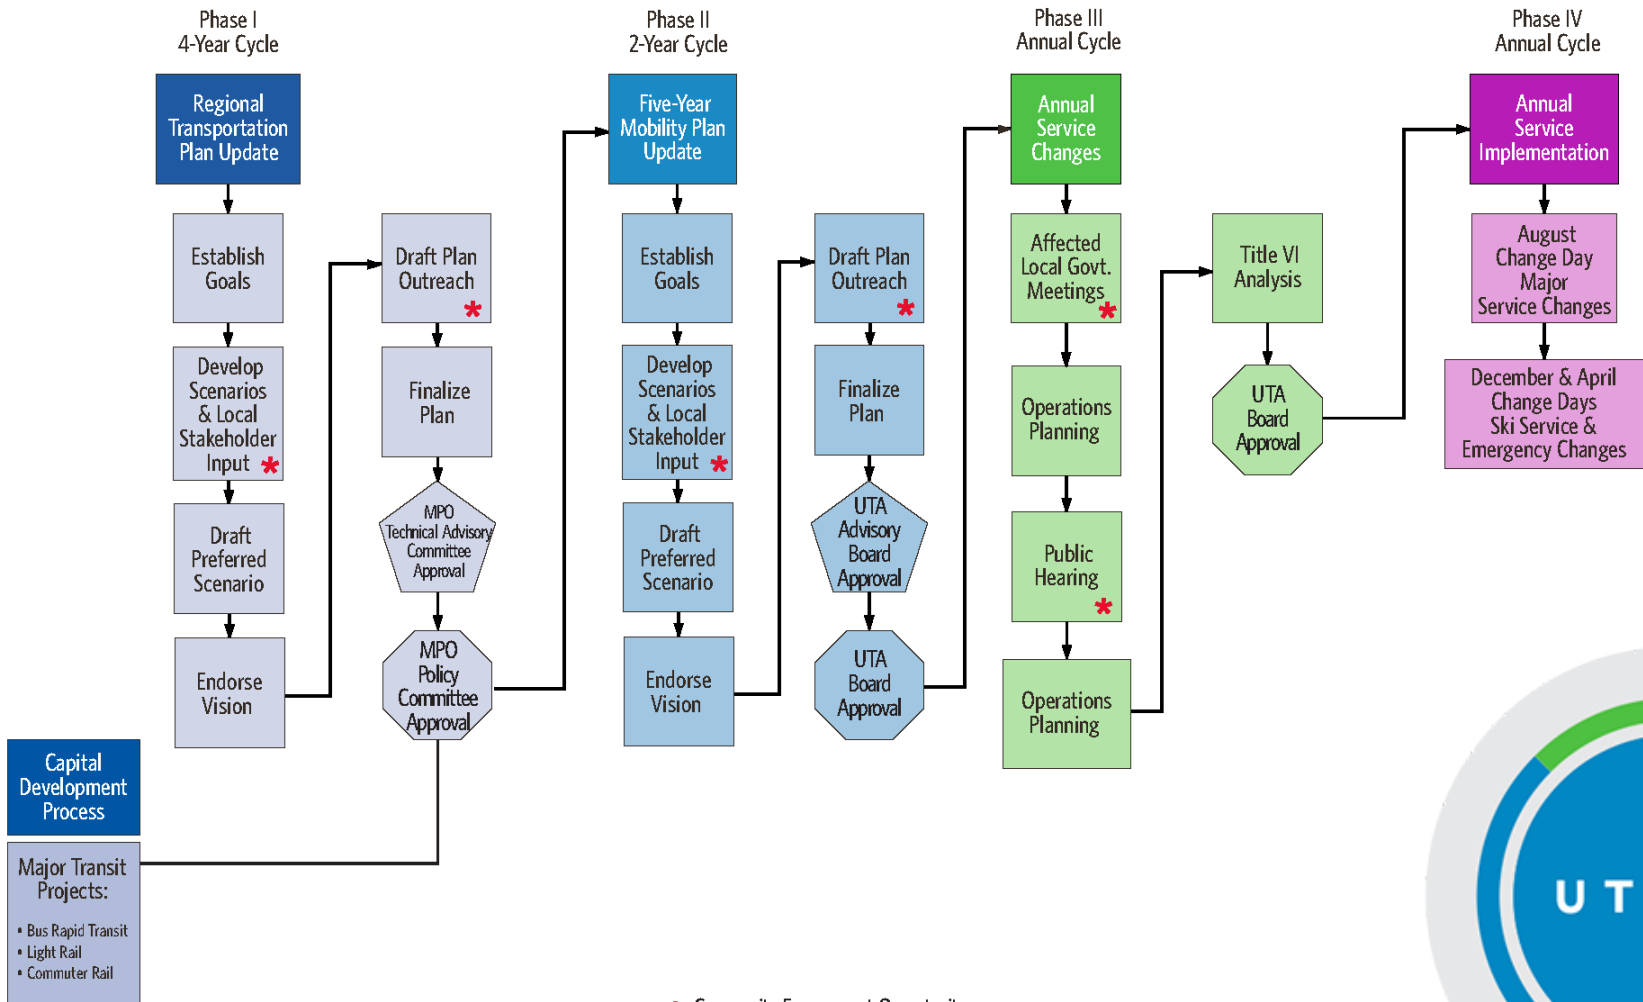 Phase I
4-Year Cycle
Regional
Transportation
Plan Update
Establish
Goals
Develop
Scenarios
& Local
Stakeholder
Input *
Draft
Preferred
Scenario
Endorse
Vision
Draft Plan
Outreach
*
Finalize
Plan
MPO
Technical Advisory
Committee
Approval
MPO
Policy
Committee
Approval
Capital
Development
Process
Major Transit
Projects:
• Bus Rapid Transit
• Light Rail
• Commuter Rail
Phase II
2-Year Cycle
Five-Year
Mobility Plan
Update
Establish
Goals
Develop
Scenarios
& Local
Stakeholder
Input *
Draft
Preferred
Scenario
Endorse
Vision
Draft Plan
Outreach
*
Finalize
Plan
UTA
Advisory
Board
Approval
UTA
Board
Approval
Phase III
Annual Cycle
Annual
Service
Changes
Affected
Local Govt.
Meetings
*
Operations
Planning
Public
Hearing
*
Operations
Planning
Title VI
Analysis
UTA
Board
Approval
Phase IV
Annual Cycle
Annual
Service
Implementation
August
Change Day
Major
Service Changes
December & April
Change Days
Ski Service &
Emergency Changes
U T